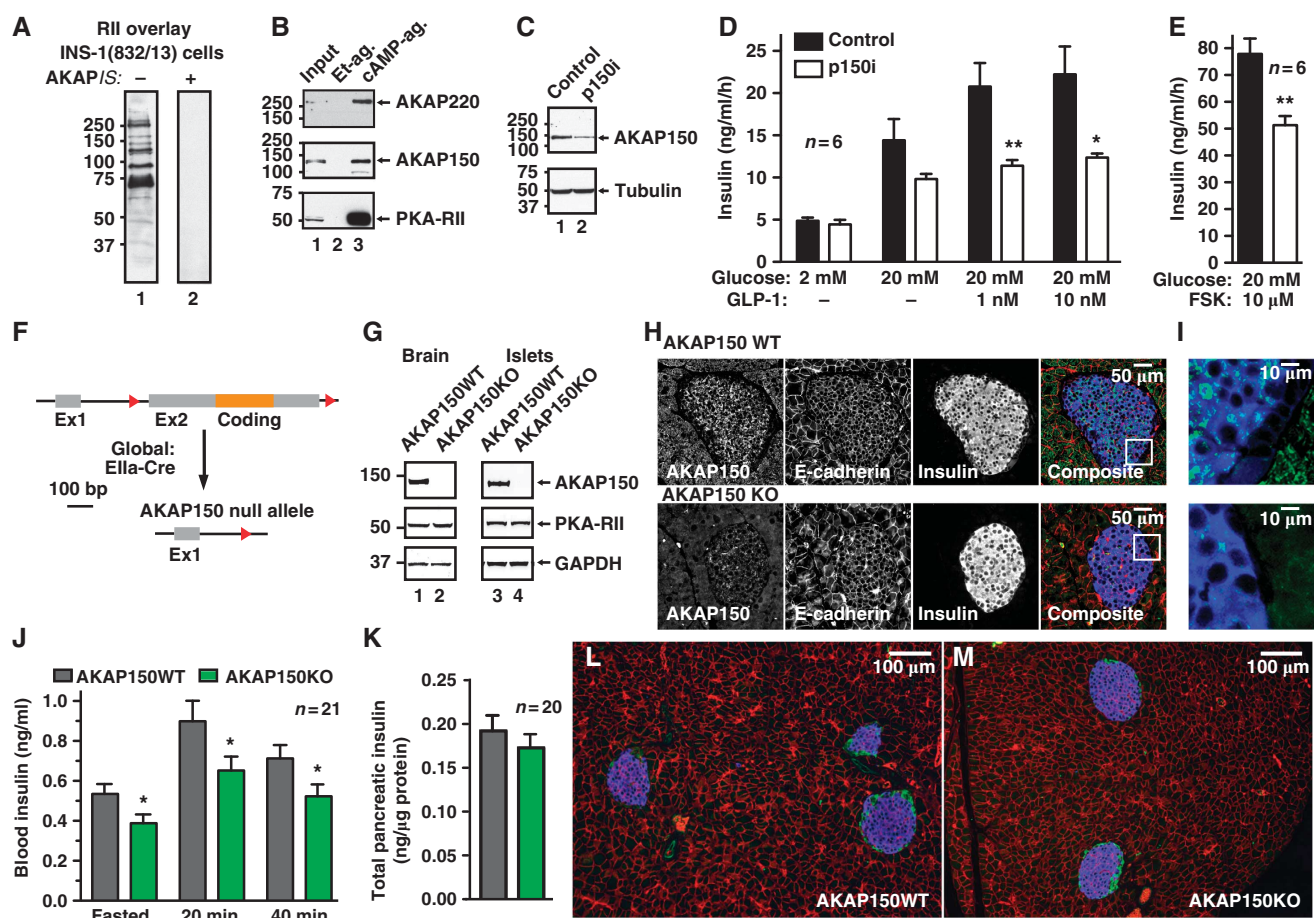 A
RII overlay
INS-1(832/13) cells
AKAPIS: – +
250
150
100
75
50
37
1 2
B
Input Et-ag. cAMP-ag.
250
150
AKAP220
150
100
AKAP150
75
50
PKA-RII
1 2 3
C
Control p150i
250
150
100
AKAP150
75
50
37
Tubulin
1 2
D
Control
p150i
Insulin (ng/ml/h)
25
20
15
10
5
0
n=6
**
*
Glucose: 2 mM 20 mM 20 mM 20 mM
GLP-1: – – 1 nM 10 nM
E
Insulin (ng/ml/h)
80
70
60
50
40
30
20
10
0
n=6
**
Glucose: 20 mM
FSK: 10 μM
F
Ex1 Ex2 Coding
Global:
EIIa-Cre
100 bp
AKAP150 null allele
Ex1
G
Brain Islets
AKAP150WT AKAP150KO AKAP150WT AKAP150KO
150
AKAP150
50
PKA-RII
37
GAPDH
1 2 3 4
H
AKAP150 WT
50 μm
AKAP150 E-cadherin Insulin Composite
AKAP150 KO
50 μm
AKAP150 E-cadherin Insulin Composite
I
10 μm
10 μm
J
AKAP150WT AKAP150KO
Blood insulin (ng/ml)
1.0
0.8
0.6
0.4
0.2
0.0
n=21
*
*
*
Fasted 20 min 40 min
K
Total pancreatic insulin
(ng/μg protein)
0.25
0.20
0.15
0.10
0.05
0.00
n=20
L
100 μm
AKAP150WT
M
100 μm
AKAP150KO